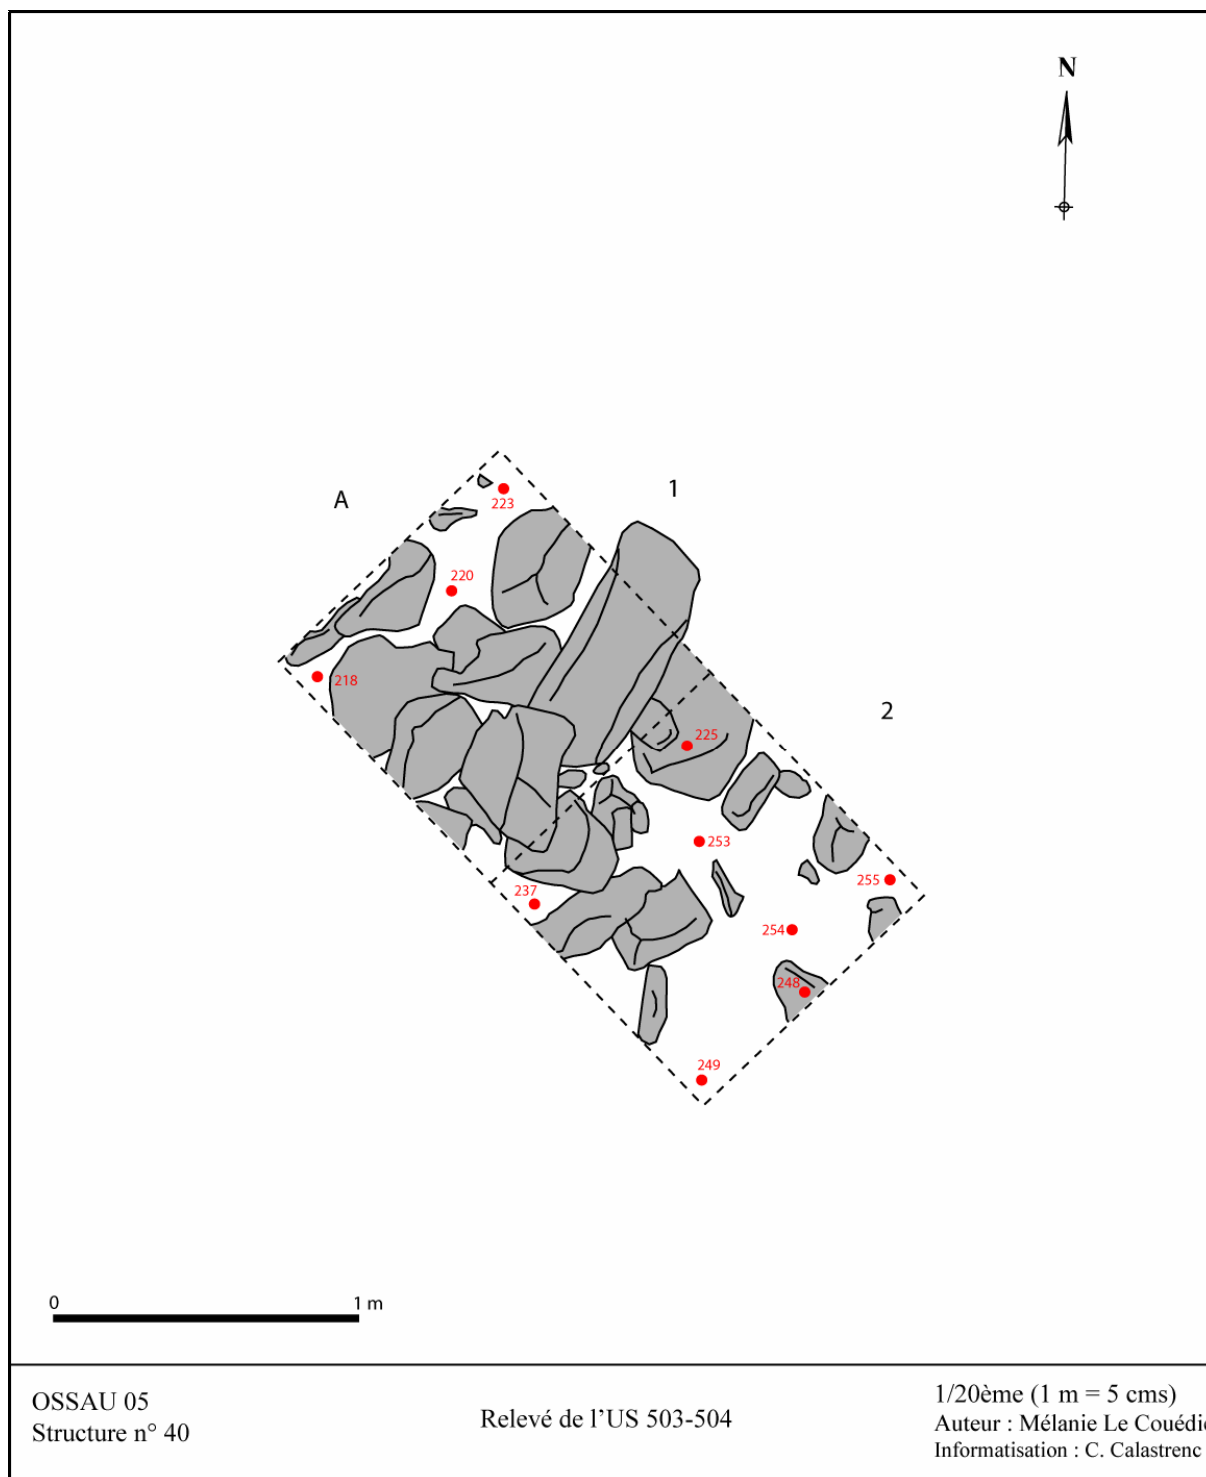 N
A
1
223
220
218
2
225
253
255
237
254
248
249
0 1 m
OSSAU 05
Structure n° 40
Relevé de l'US 503-504
1/20ème (1 m = 5 cms)
Auteur : Mélanie Le Couédic
Informatisation : C. Calastrenc